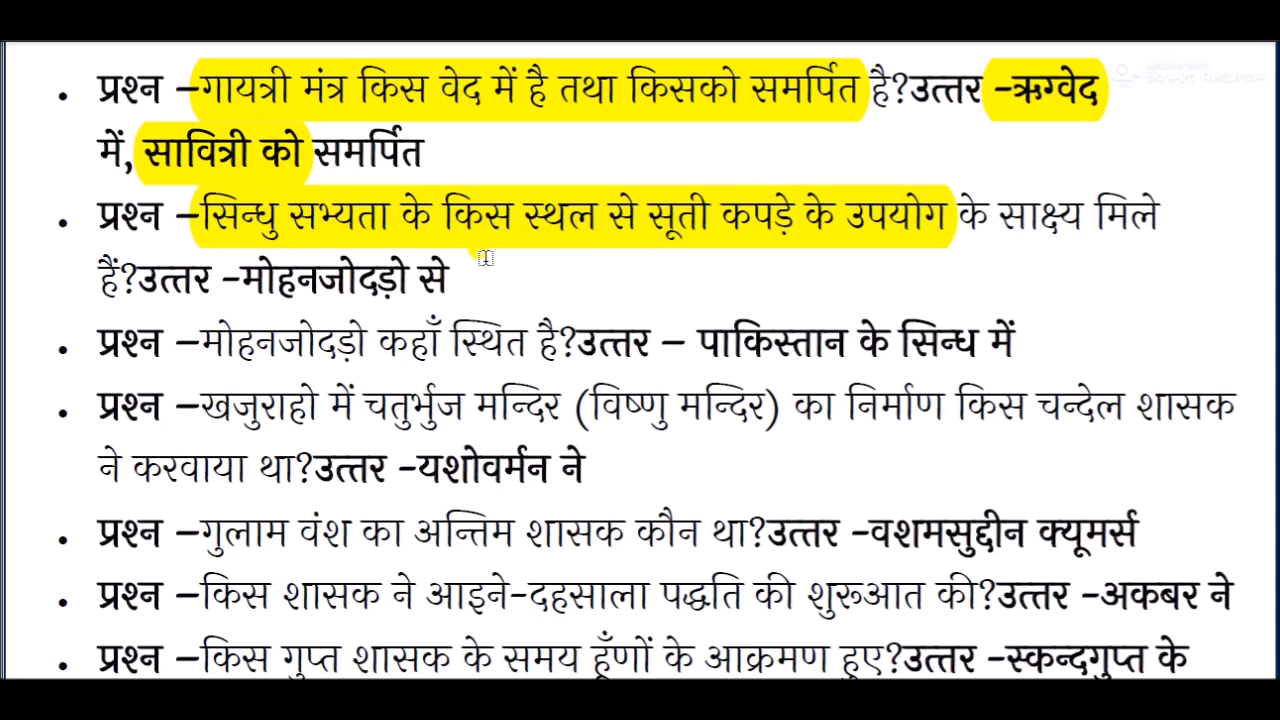 Apowersoft
Screen Recorder
• प्रश्न –गायत्री मंत्र किस वेद में है तथा किसको समर्पित है?उत्तर -ऋग्वेद
में, सावित्री को समर्पित
• प्रश्न –सिन्धु सभ्यता के किस स्थल से सूती कपड़े के उपयोग के साक्ष्य मिले
हैं?उत्तर -मोहनजोदड़ो से
• प्रश्न –मोहनजोदड़ो कहाँ स्थित है?उत्तर – पाकिस्तान के सिन्ध में
• प्रश्न –खजुराहो में चतुर्भुज मन्दिर (विष्णु मन्दिर) का निर्माण किस चन्देल शासक
ने करवाया था?उत्तर -यशोवर्मन ने
• प्रश्न –गुलाम वंश का अन्तिम शासक कौन था?उत्तर -वशमसुद्दीन क्यूमर्स
• प्रश्न –किस शासक ने आइने-दहसाला पद्धति की शुरूआत की?उत्तर -अकबर ने
• प्रश्न –किस गुप्त शासक के समय हूँणों के आक्रमण हुए?उत्तर -स्कन्दगुप्त के